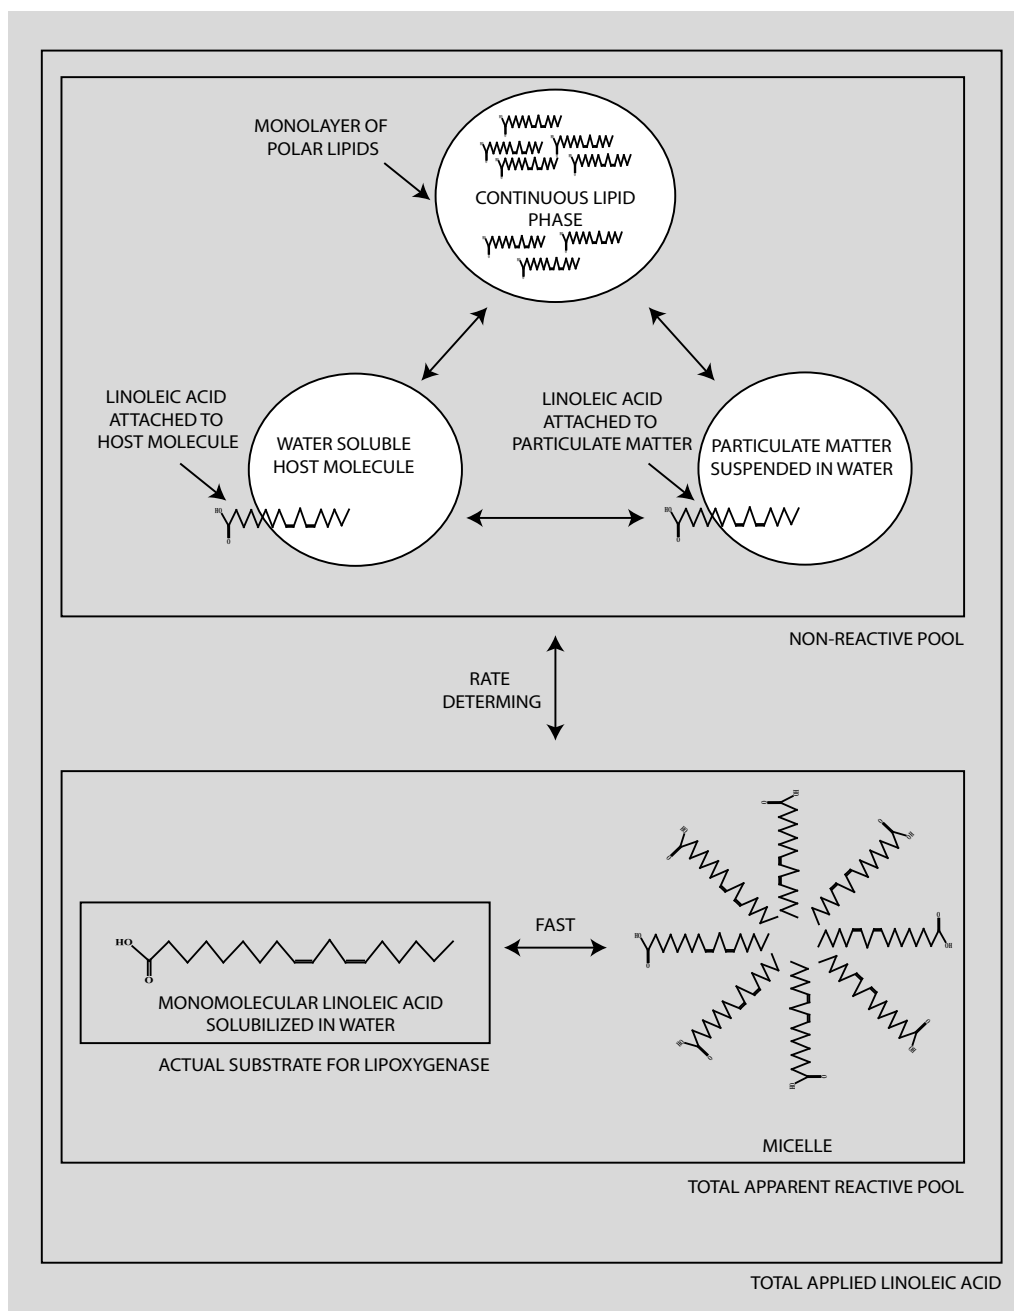 MONOLAYER OF
POLAR LIPIDS
CONTINUOUS LIPID
PHASE
LINOLEIC ACID
ATTACHED TO
HOST MOLECULE
WATER SOLUBLE
HOST MOLECULE
LINOLEIC ACID
ATTACHED TO
PARTICULATE MATTER
PARTICULATE MATTER
SUSPENDED IN WATER
HO
O
HO
O
NON-REACTIVE POOL
RATE
DETERMING
FAST
HO
O
MONOMOLECULAR LINOLEIC ACID
SOLUBILIZED IN WATER
ACTUAL SUBSTRATE FOR LIPOXYGENASE
MICELLE
TOTAL APPARENT REACTIVE POOL
TOTAL APPLIED LINOLEIC ACID